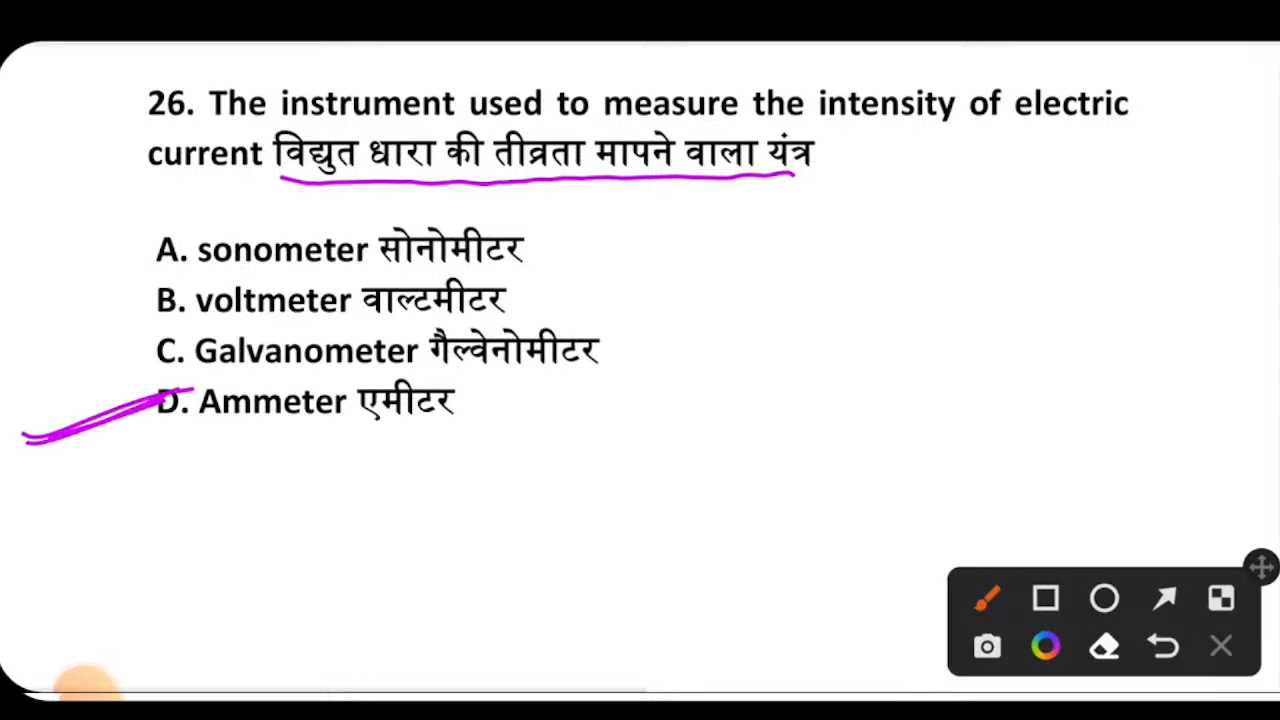 26. The instrument used to measure the intensity of electric
current विद्युत धारा की तीव्रता मापने वाला यंत्र
A. sonometer सोनोमीटर
B. voltmeter वाल्टमीटर
C. Galvanometer गैल्वेनोमीटर
D. Ammeter एमीटर